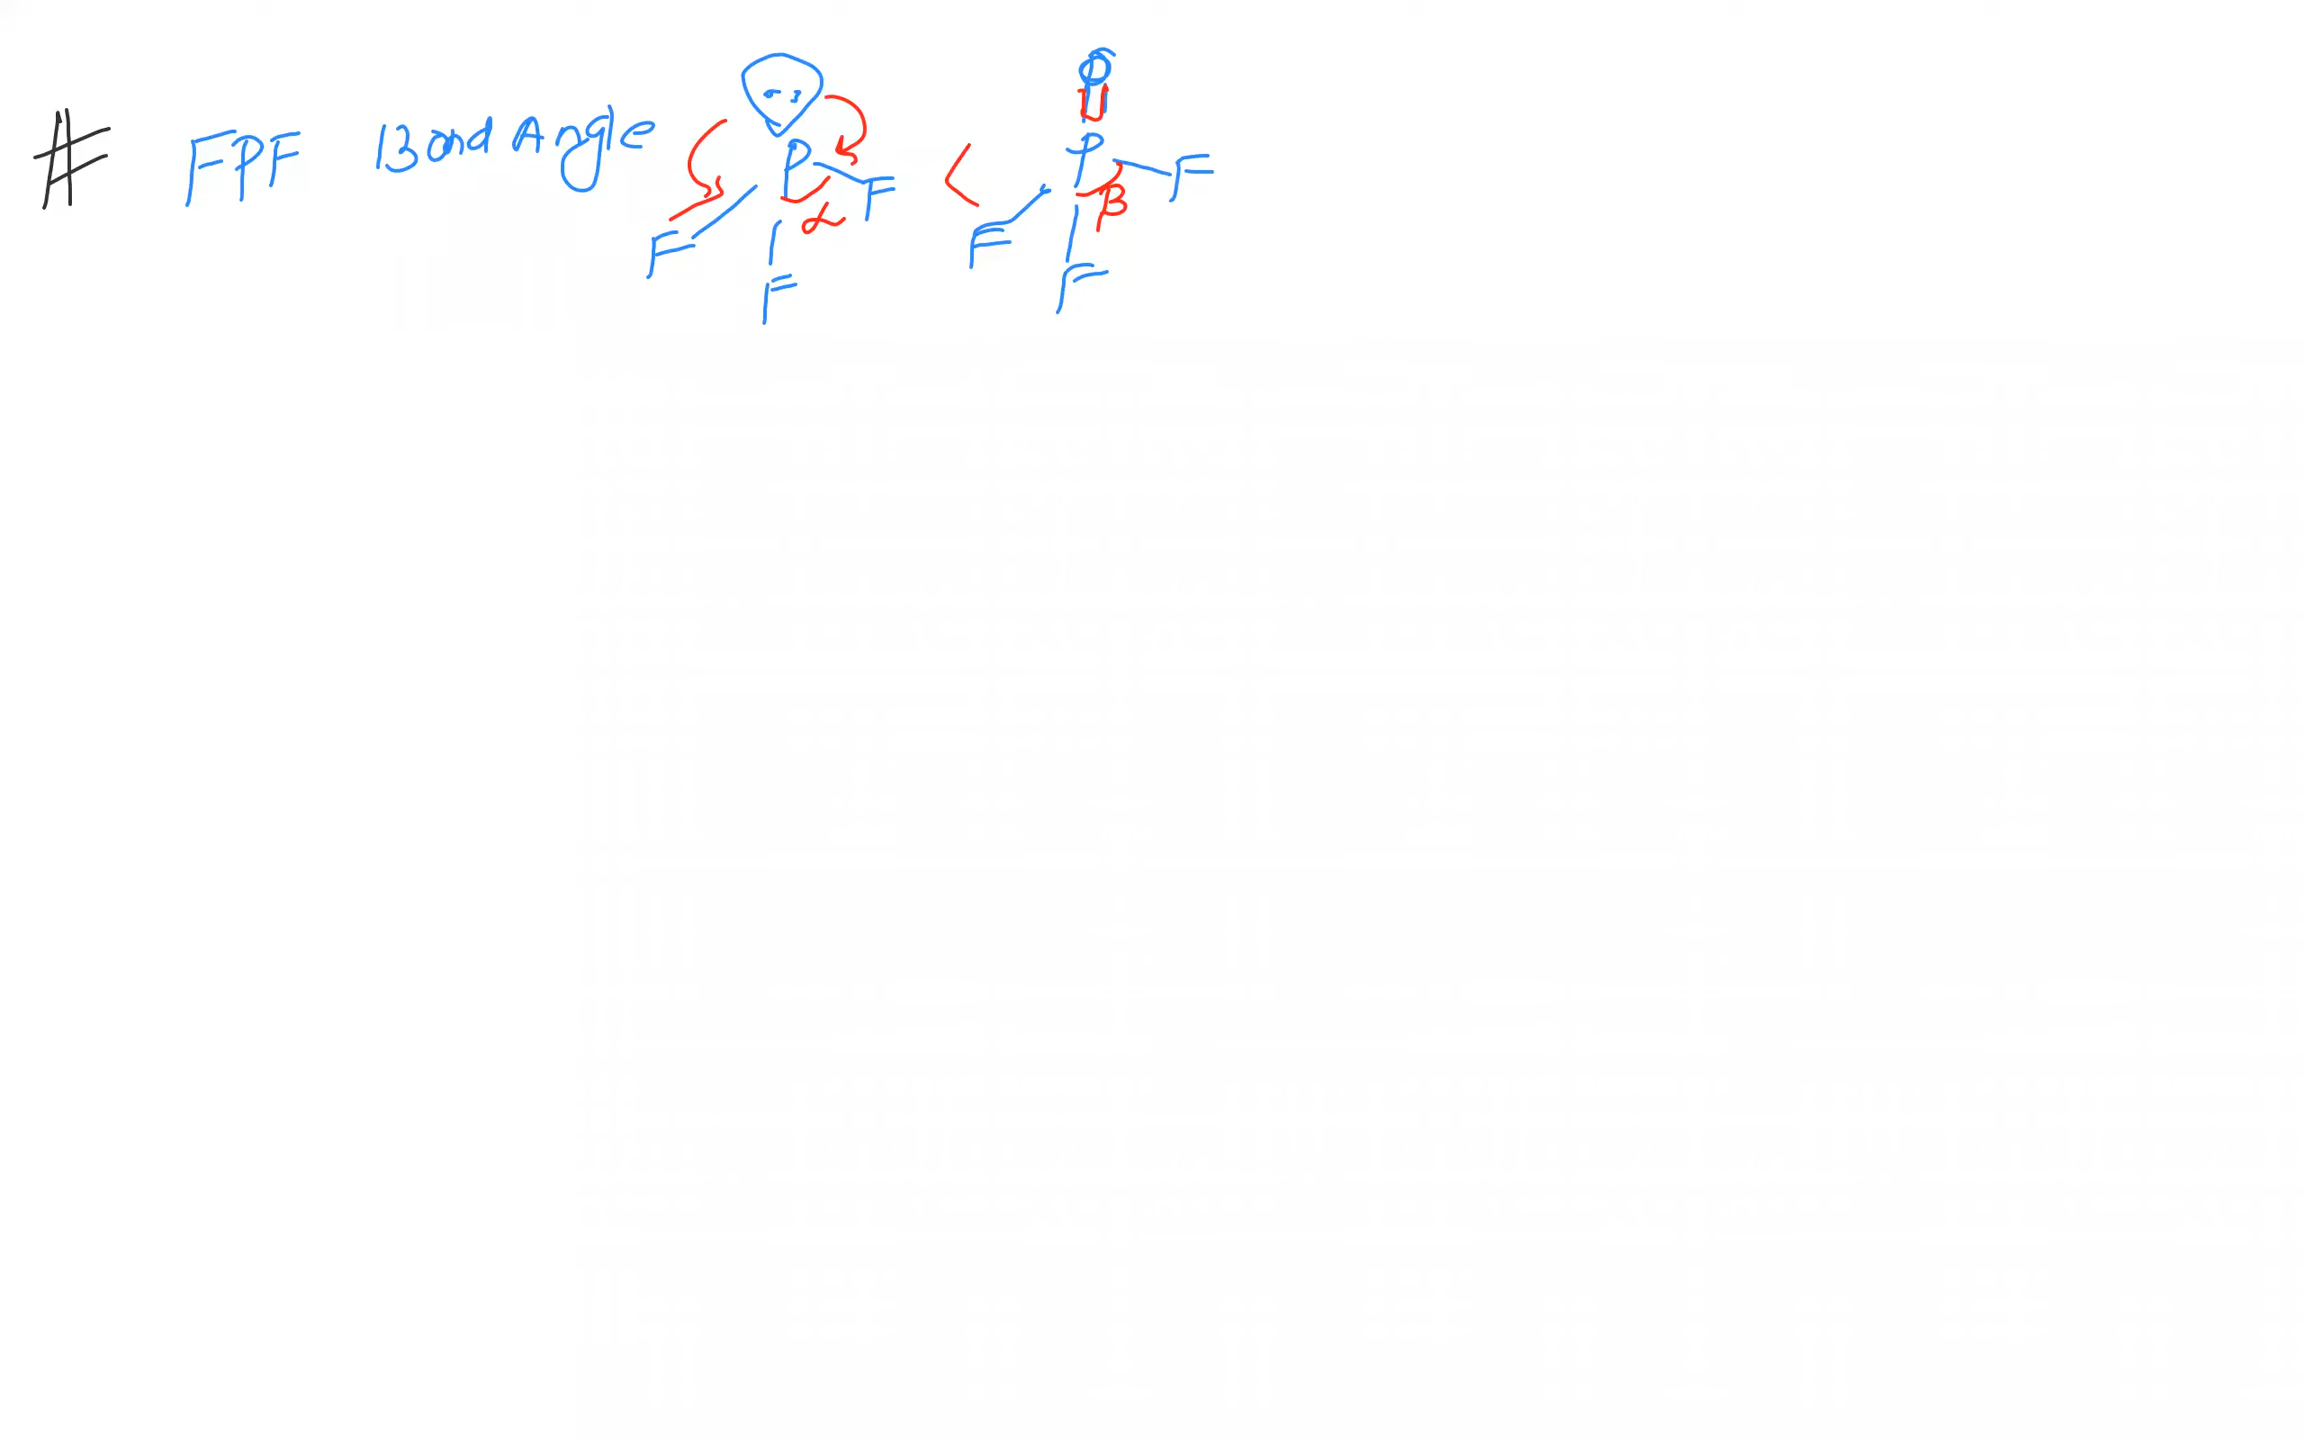 # FPF Bond Angle
O
P P
F α F < F β F
F F